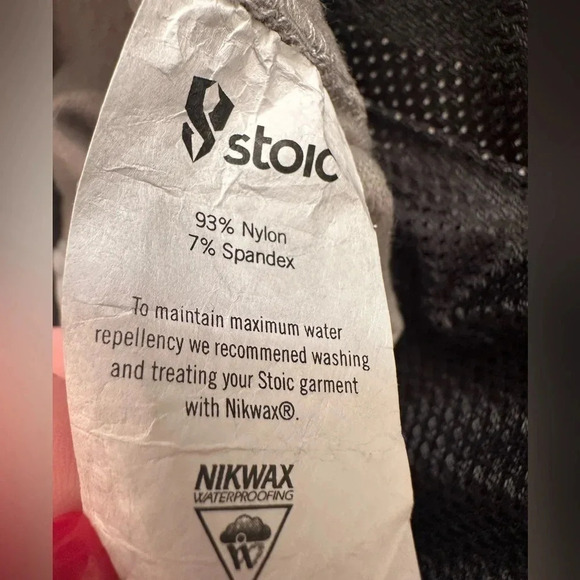 stoic
93% Nylon
7% Spandex
To maintain maximum water
repellency we recommened washing
and treating your Stoic garment
with Nikwax®.
NIKWAX
WATERPROOFING